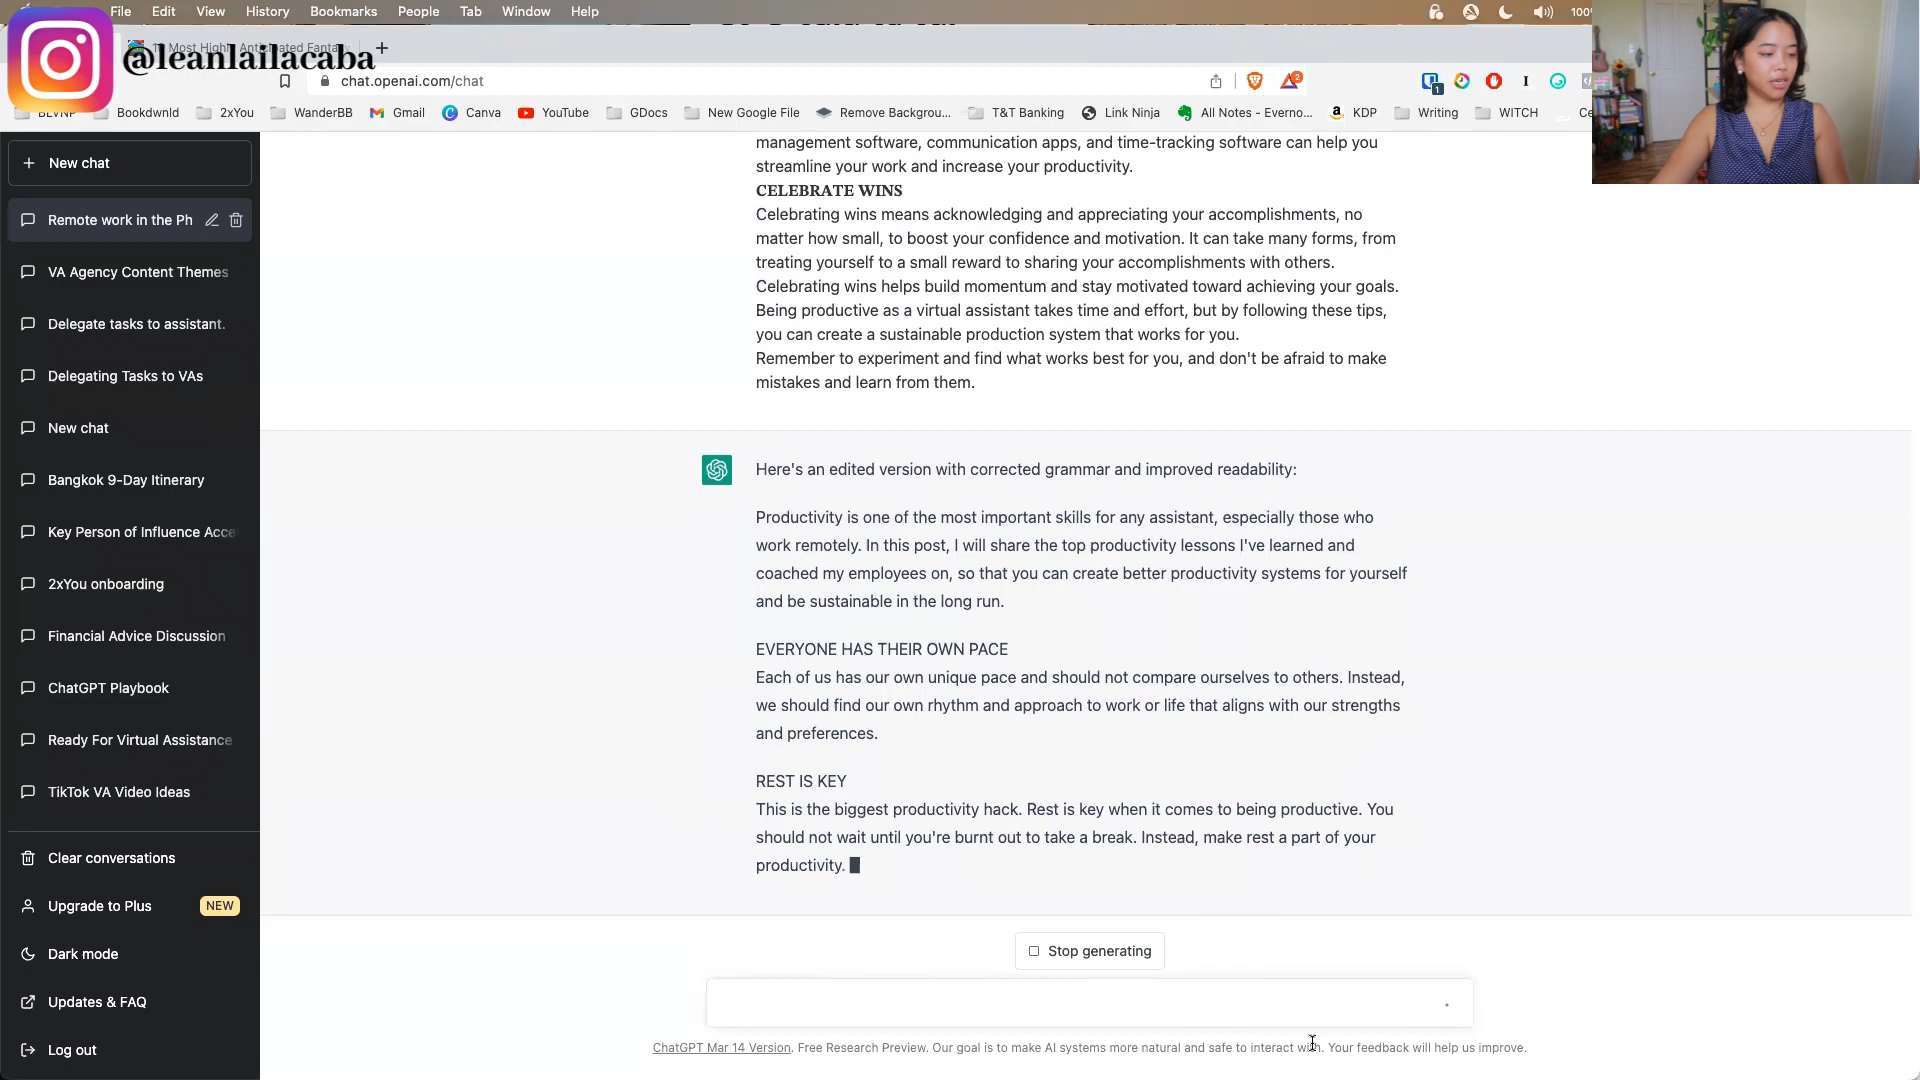 File Edit View History Bookmarks People Tab Window Help
100%
Most Highly Anticipated Fanta
@leanlailacaba
chat.openai.com/chat
2
1
BLVNP Bookdwnld 2xYou WanderBB Gmail Canva YouTube GDocs New Google File Remove Backgrou... T&T Banking Link Ninja All Notes - Everno... KDP Writing WITCH Ce
New chat
Remote work in the Ph
VA Agency Content Themes
Delegate tasks to assistant.
Delegating Tasks to VAs
New chat
Bangkok 9-Day Itinerary
Key Person of Influence Acce
2xYou onboarding
Financial Advice Discussion
ChatGPT Playbook
Ready For Virtual Assistance
TikTok VA Video Ideas
Clear conversations
Upgrade to Plus NEW
Dark mode
Updates & FAQ
Log out
management software, communication apps, and time-tracking software can help you
streamline your work and increase your productivity.
CELEBRATE WINS
Celebrating wins means acknowledging and appreciating your accomplishments, no
matter how small, to boost your confidence and motivation. It can take many forms, from
treating yourself to a small reward to sharing your accomplishments with others.
Celebrating wins helps build momentum and stay motivated toward achieving your goals.
Being productive as a virtual assistant takes time and effort, but by following these tips,
you can create a sustainable production system that works for you.
Remember to experiment and find what works best for you, and don't be afraid to make
mistakes and learn from them.
Here's an edited version with corrected grammar and improved readability:
Productivity is one of the most important skills for any assistant, especially those who
work remotely. In this post, I will share the top productivity lessons I've learned and
coached my employees on, so that you can create better productivity systems for yourself
and be sustainable in the long run.
EVERYONE HAS THEIR OWN PACE
Each of us has our own unique pace and should not compare ourselves to others. Instead,
we should find our own rhythm and approach to work or life that aligns with our strengths
and preferences.
REST IS KEY
This is the biggest productivity hack. Rest is key when it comes to being productive. You
should not wait until you're burnt out to take a break. Instead, make rest a part of your
productivity.
Stop generating
ChatGPT Mar 14 Version. Free Research Preview. Our goal is to make AI systems more natural and safe to interact with. Your feedback will help us improve.